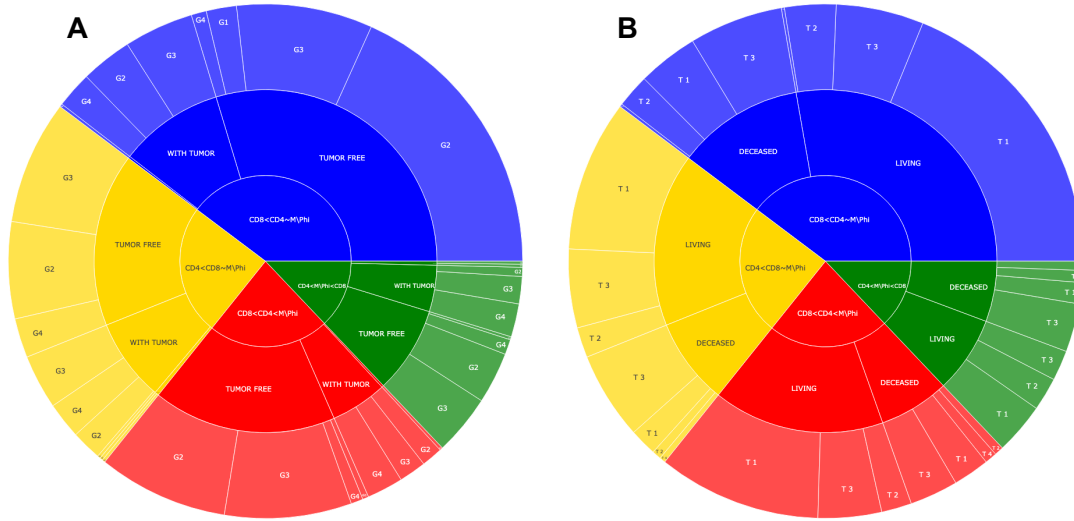 A
G4
G1
G3
G3
G2
G4
G2
WITH TUMOR
TUMOR FREE
CD8<CD4~M\Phi
G3
TUMOR FREE
G2
CD4<CD8~M\Phi
G4
WITH TUMOR
G3
G4
G2
CD8<CD4<M\Phi
TUMOR FREE
WITH TUMOR
G2
G3
G4
G4
G3
G2
CD4<M\Phi<CD8
WITH TUMOR
TUMOR FREE
G2
G3
G4
G4
G2
G3
B
T 2
T 3
T 3
T 1
T 1
T 2
DECEASED
LIVING
CD8<CD4~M\Phi
T 1
LIVING
T 3
CD4<CD8~M\Phi
T 2
DECEASED
T 3
T 1
T 2
CD8<CD4<M\Phi
LIVING
DECEASED
T 1
T 3
T 2
T 3
T 1
T 4
T 2
CD4<M\Phi<CD8
DECEASED
LIVING
T 1
T 3
T 3
T 2
T 1